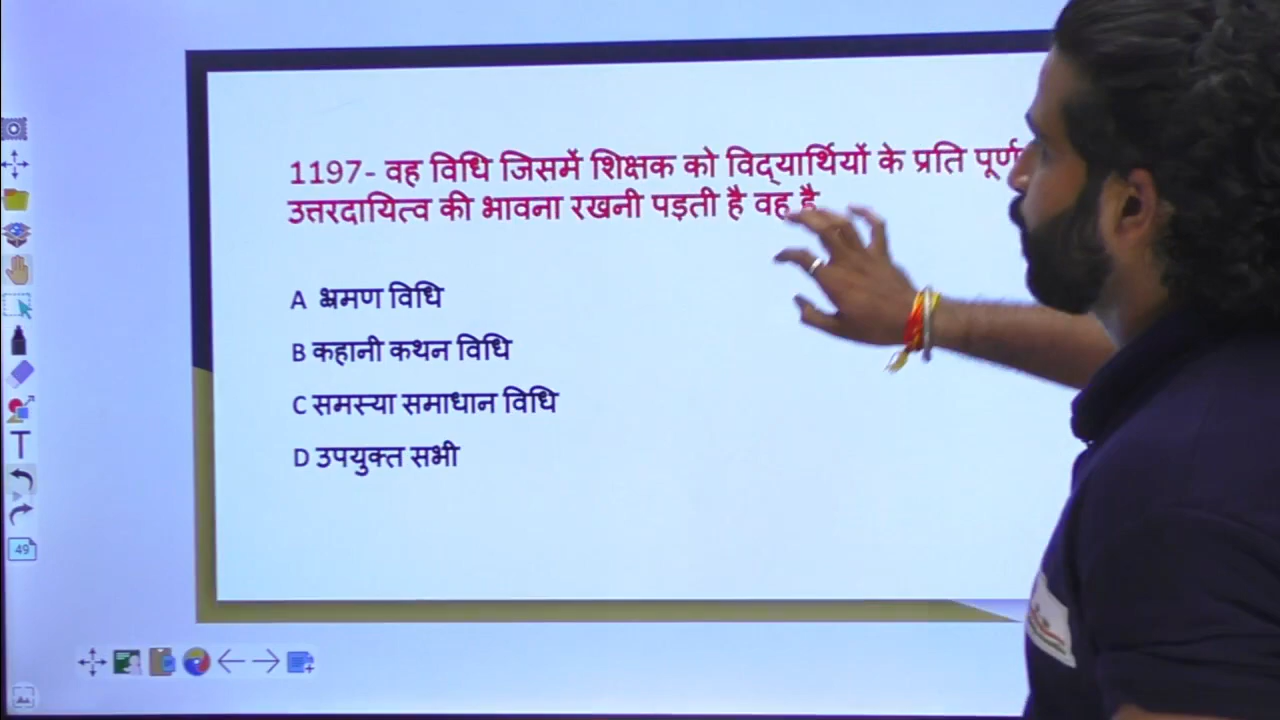 1197- वह विधि जिसमें शिक्षक को विद्यार्थियों के प्रति पूर्ण
उत्तरदायित्व की भावना रखनी पड़ती है वह है
A भ्रमण विधि
B कहानी कथन विधि
C समस्या समाधान विधि
D उपयुक्त सभी
T
49